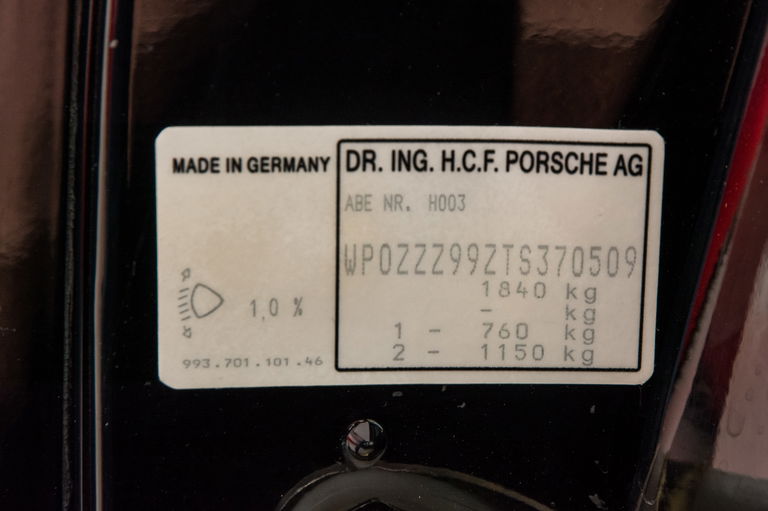 MADE IN GERMANY
DR. ING. H.C.F. PORSCHE AG
ABE NR. H003
WP0ZZZ99ZTS370509
1840 kg
- kg
1 - 760 kg
2 - 1150 kg
1,0 %
993.701.101.46